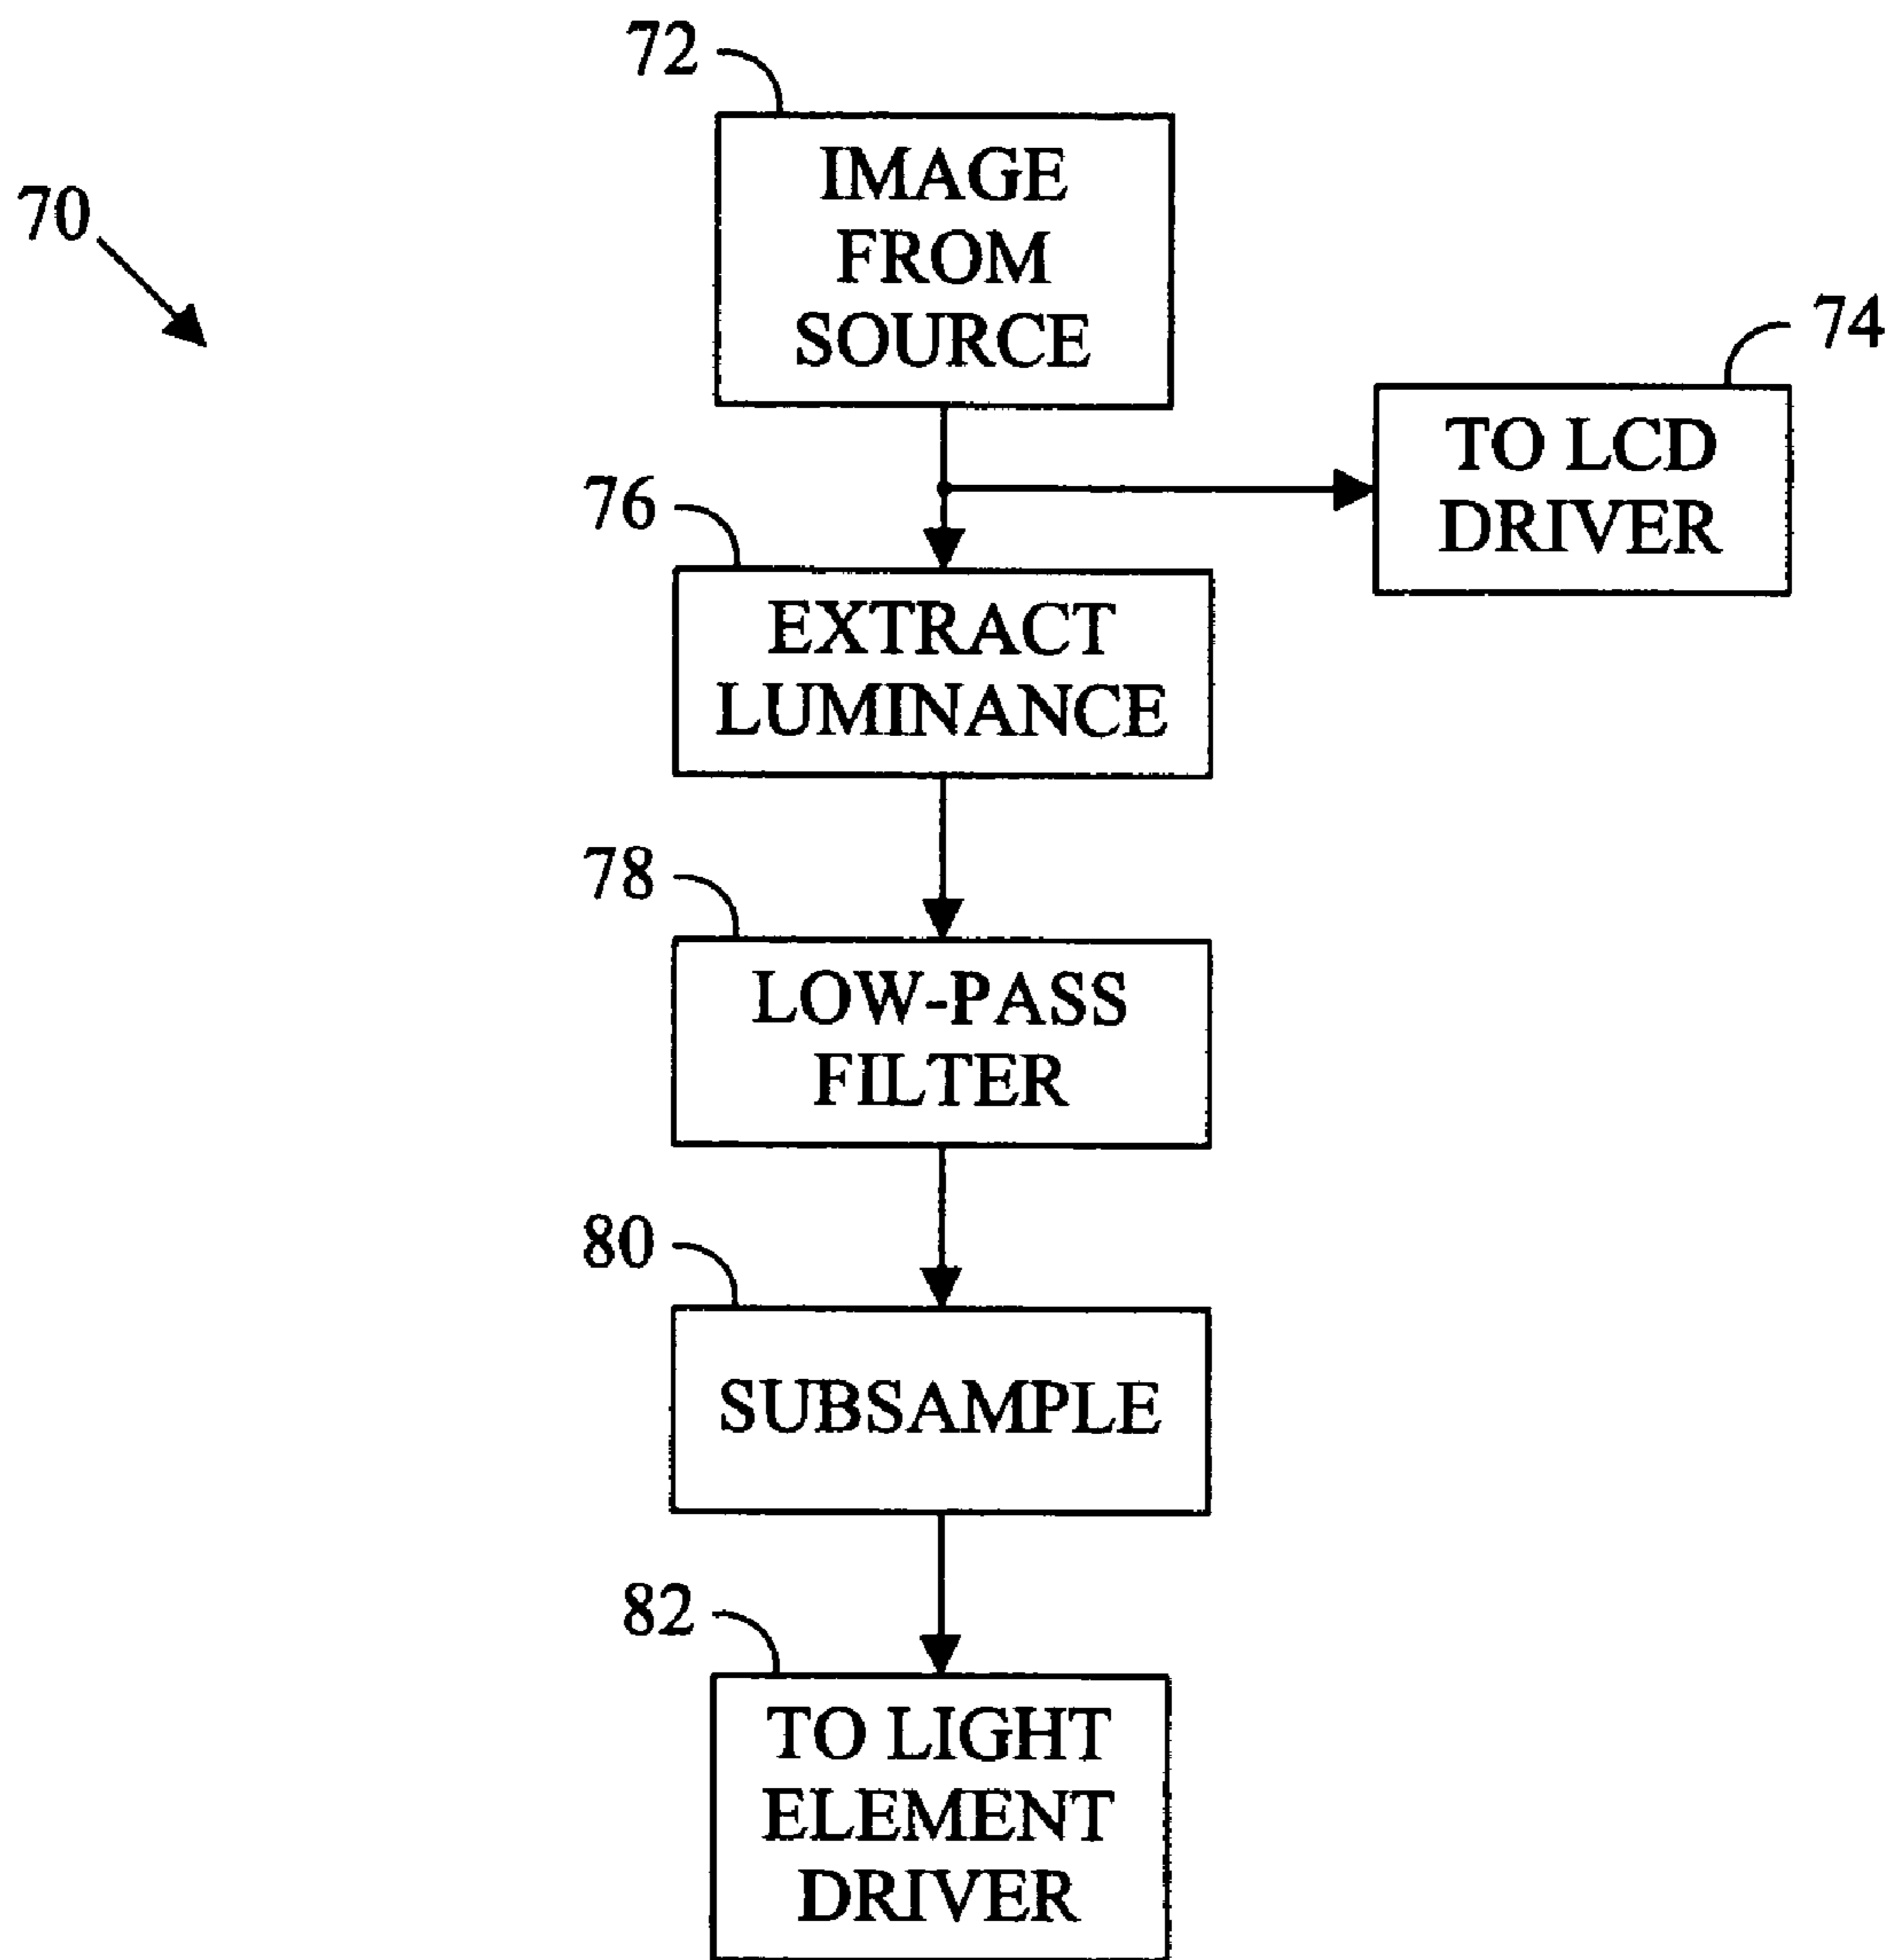 72
IMAGE
FROM
SOURCE
70
74
TO LCD
DRIVER
76
EXTRACT
LUMINANCE
78
LOW-PASS
FILTER
80
SUBSAMPLE
82
TO LIGHT
ELEMENT
DRIVER